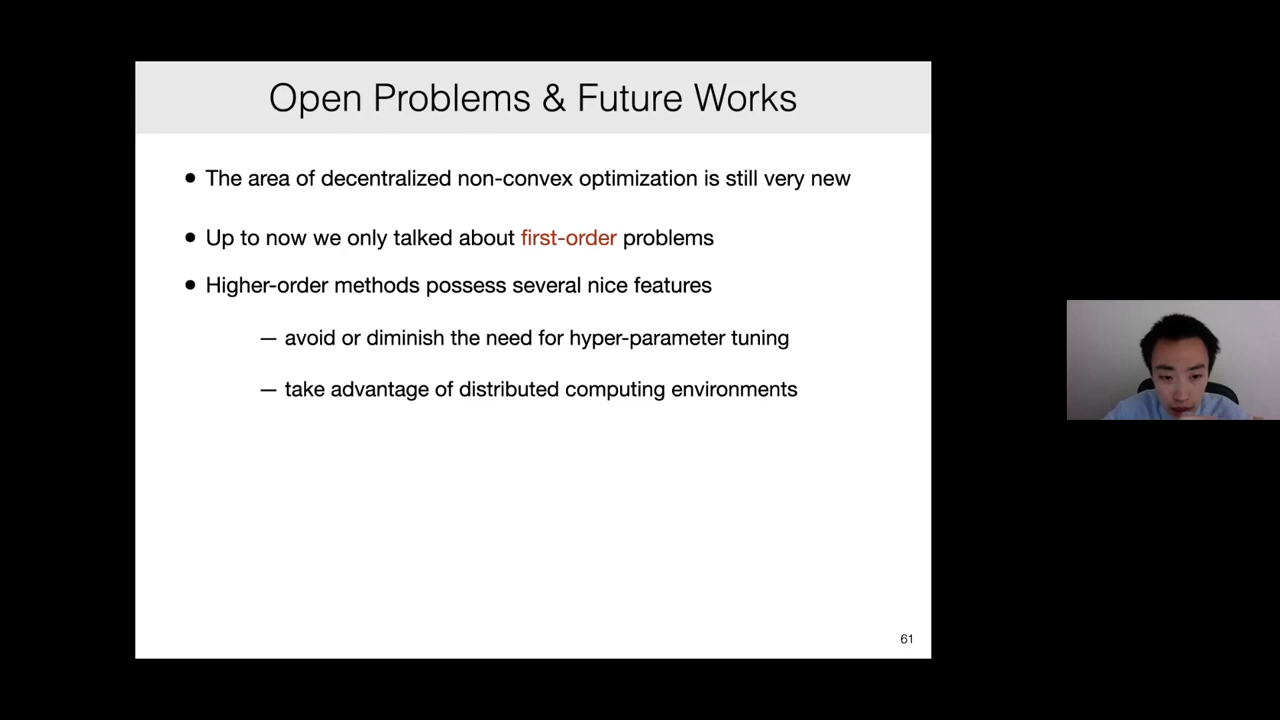 Open Problems & Future Works
• The area of decentralized non-convex optimization is still very new
• Up to now we only talked about first-order problems
• Higher-order methods possess several nice features
— avoid or diminish the need for hyper-parameter tuning
— take advantage of distributed computing environments
61